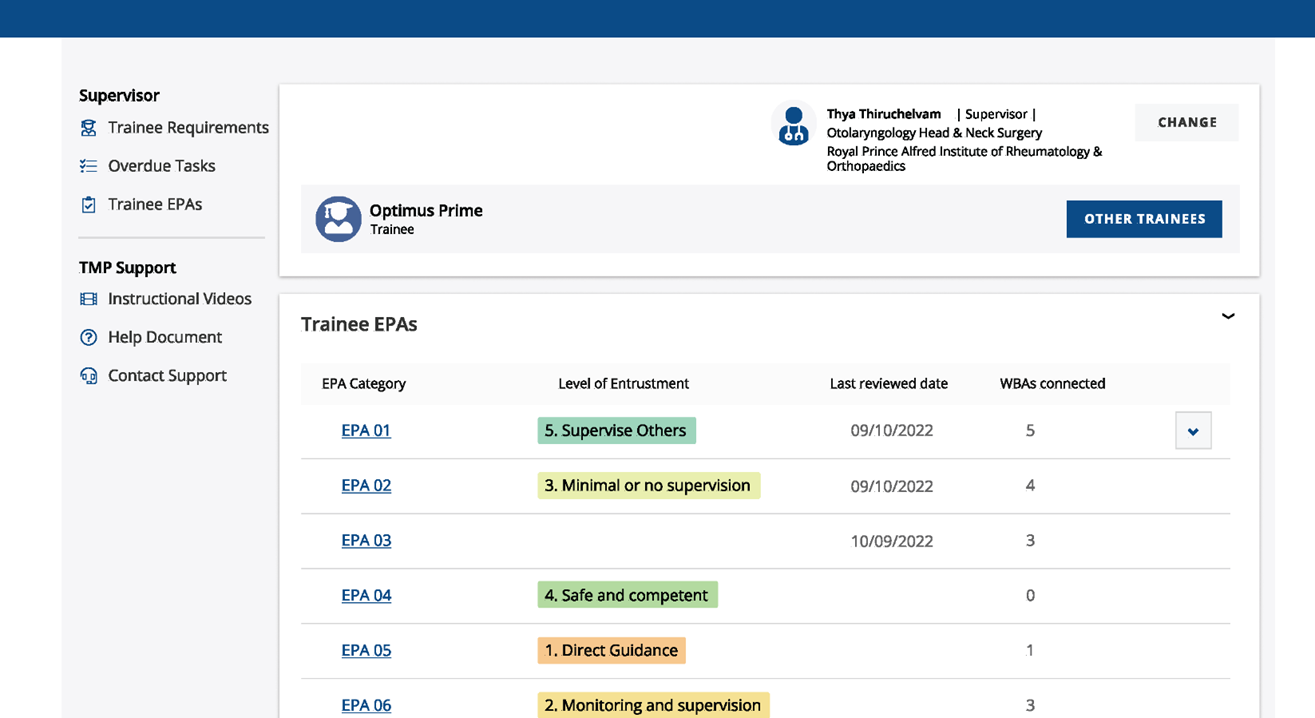 Supervisor
Trainee Requirements
Overdue Tasks
Trainee EPAs
TMP Support
Instructional Videos
Help Document
Contact Support
Thya Thiruchelvam | Supervisor |
Otolaryngology Head & Neck Surgery
Royal Prince Alfred Institute of Rheumatology &
Orthopaedics
CHANGE
Optimus Prime
Trainee
OTHER TRAINEES
Trainee EPAs
EPA Category Level of Entrustment Last reviewed date WBAs connected
EPA 01 5. Supervise Others 09/10/2022 5
EPA 02 3. Minimal or no supervision 09/10/2022 4
EPA 03 10/09/2022 3
EPA 04 4. Safe and competent 0
EPA 05 1. Direct Guidance 1
EPA 06 2. Monitoring and supervision 3